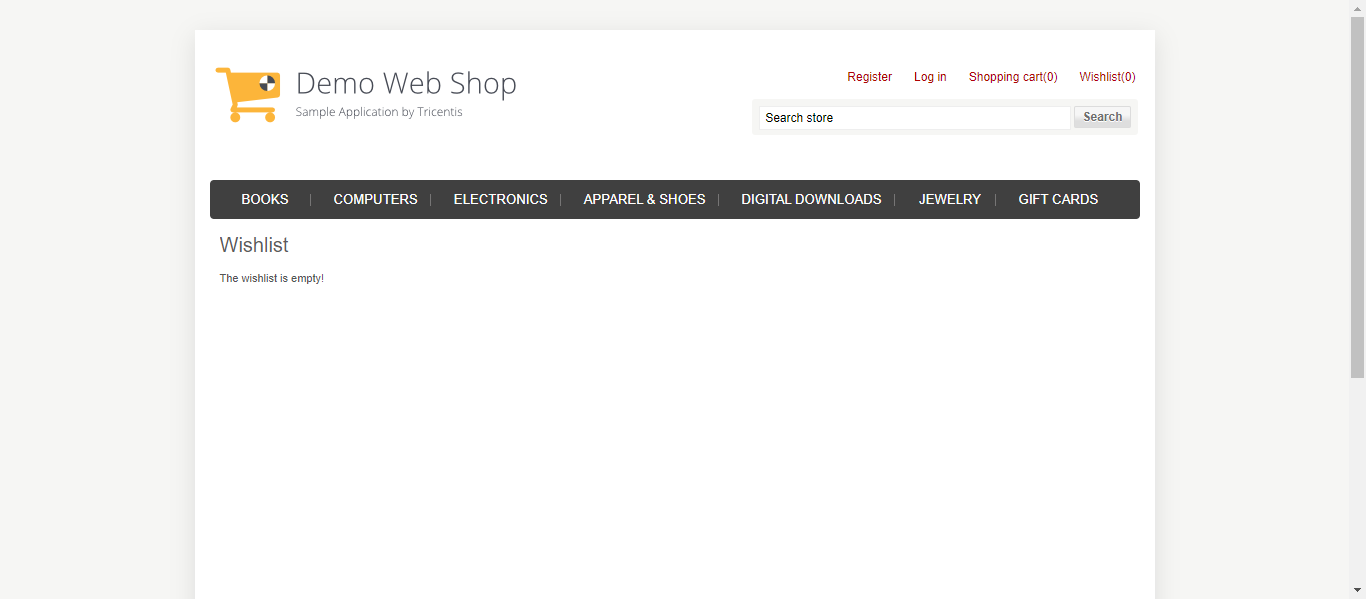 Demo Web Shop
Sample Application by Tricentis
Register Log in Shopping cart(0) Wishlist(0)
Search store Search
BOOKS COMPUTERS ELECTRONICS APPAREL & SHOES DIGITAL DOWNLOADS JEWELRY GIFT CARDS
Wishlist
The wishlist is empty!